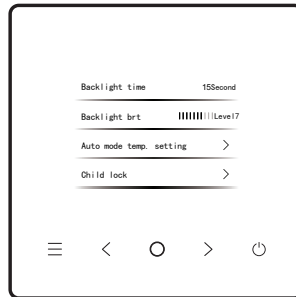 Backlight time 15Second
Backlight brt Level7
Auto mode temp. setting
Child lock